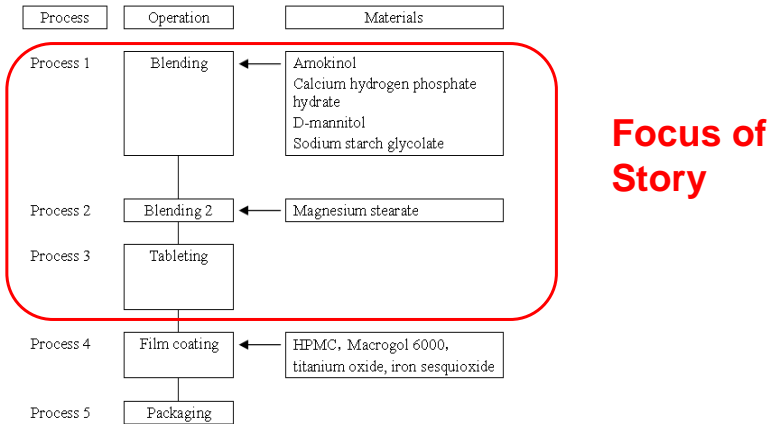 Process Operation Materials
Process 1 Blending Amokinol
Calcium hydrogen phosphate
hydrate
D-mannitol
Sodium starch glycolate
Focus of
Story
Process 2 Blending 2 Magnesium stearate
Process 3 Tableting
Process 4 Film coating HPMC, Macrogol 6000,
titanium oxide, iron sesquioxide
Process 5 Packaging